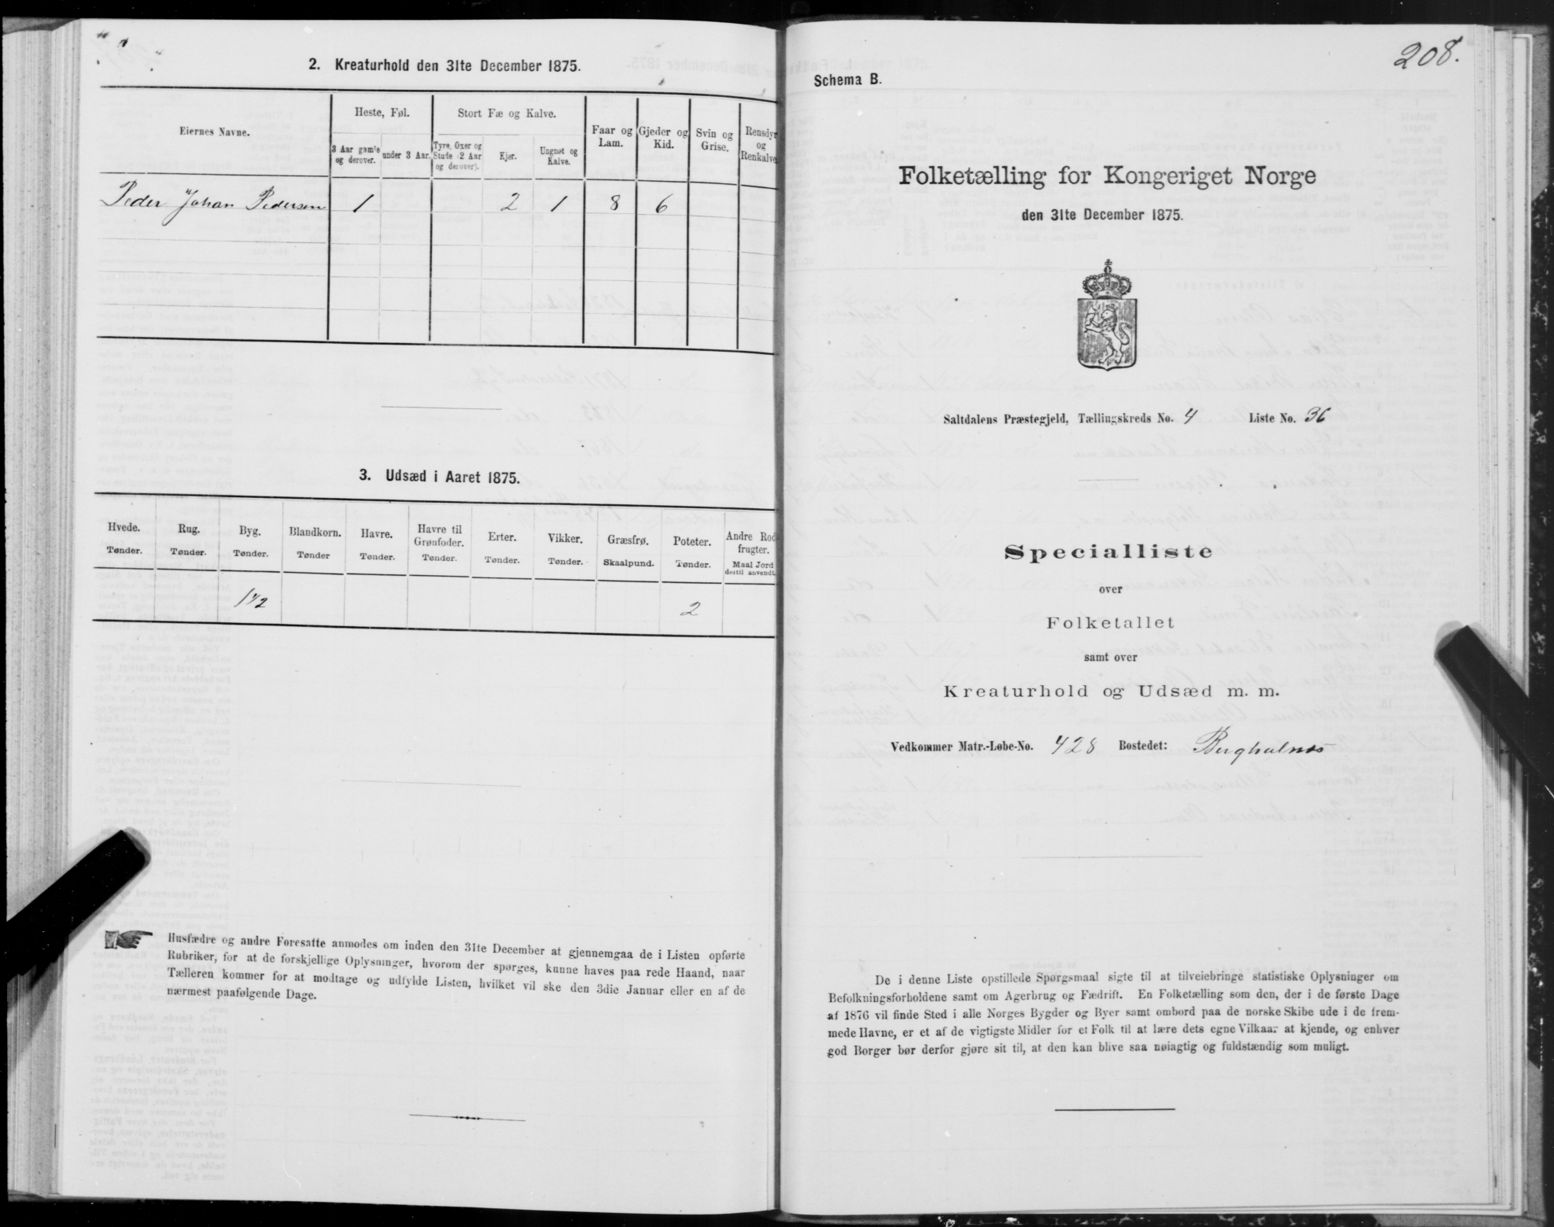 2. Kreaturhold den 31te December 1875.
Eiernes Navne.
Heste, Føl.
3 Aar gamle og derover.
under 3 Aar.
Stort Fæ og Kalve.
Tyre, Oxer og Stute (2 Aar og derover).
Kjør.
Ungnøt og Kalve.
Faar og Lam.
Gjeder og Kid.
Svin og Grise.
Rensdyr og Renkalve
Peder Johan Pedersen 1 2 1 8 6
3. Udsæd i Aaret 1875.
Hvede. Tønder.
Rug. Tønder.
Byg. Tønder.
Blandkorn. Tønder
Havre. Tønder.
Havre til Grønfoder. Tønder.
Erter. Tønder.
Vikker. Tønder.
Græsfrø. Skaalpund.
Poteter. Tønder.
Andre Rod frugter. Maal Jord dertil anvendt.
1 1/2 2
Husfædre og andre Foresatte anmodes om inden den 31te December at gjennemgaa de i Listen opførte
Rubriker, for at de forskjellige Oplysninger, hvorom der spørges, kunne haves paa rede Haand, naar
Tælleren kommer for at modtage og udfylde Listen, hvilket vil ske den 3die Januar eller en af de
nærmest paafølgende Dage.
208.
Schema B.
Folketælling for Kongeriget Norge
den 31te December 1875.
Saltdalens Præstegjeld, Tællingskreds No. 4 Liste No. 36
Specialliste
over
Folketallet
samt over
Kreaturhold og Udsæd m. m.
Vedkommer Matr.-Løbe-No. 428 Bostedet: Berghulnæs
De i denne Liste opstillede Spørgsmaal sigte til at tilveiebringe statistiske Oplysninger om
Befolkningsforholdene samt om Agerbrug og Fædrift. En Folketælling som den, der i de første Dage
af 1876 vil finde Sted i alle Norges Bygder og Byer samt ombord paa de norske Skibe ude i de frem-
mede Havne, er et af de vigtigste Midler for et Folk til at lære dets egne Vilkaar at kjende, og enhver
god Borger bør derfor gjøre sit til, at den kan blive saa nøiagtig og fuldstændig som muligt.